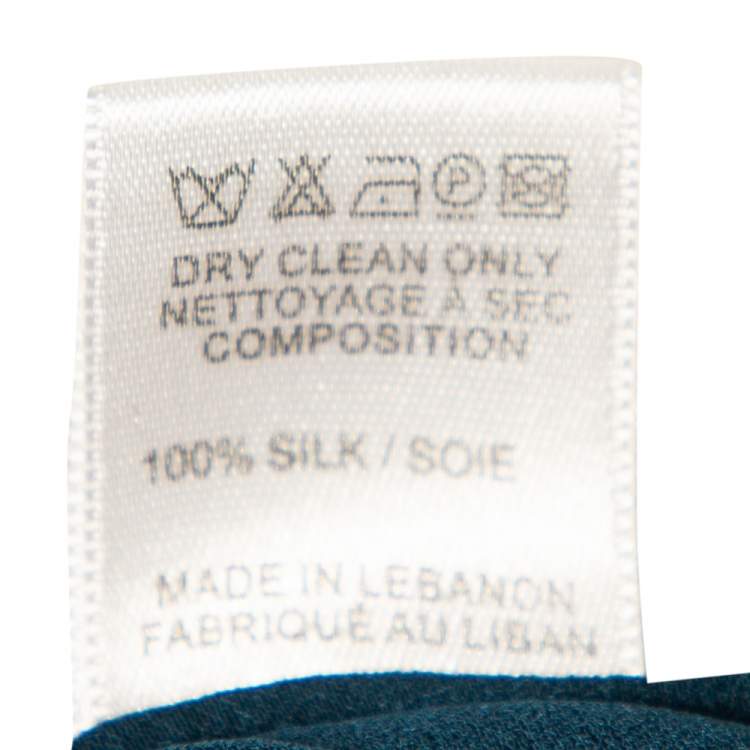 P
DRY CLEAN ONLY
NETTOYAGE À SEC
COMPOSITION
100% SILK / SOIE
MADE IN LEBANON
FABRIQUÉ AU LIBAN